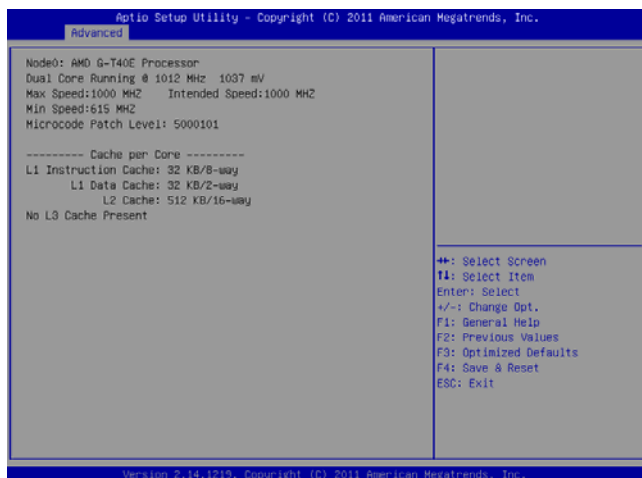 Aptio Setup Utility - Copyright (C) 2011 American Megatrends, Inc.
Advanced
Node0: AMD G-T40E Processor
Dual Core Running @ 1012 MHz 1037 mV
Max Speed:1000 MHZ Intended Speed:1000 MHZ
Min Speed:615 MHZ
Microcode Patch Level: 5000101
--------- Cache per Core ---------
L1 Instruction Cache: 32 KB/8-way
L1 Data Cache: 32 KB/2-way
L2 Cache: 512 KB/16-way
No L3 Cache Present
→←: Select Screen
↑↓: Select Item
Enter: Select
+/-: Change Opt.
F1: General Help
F2: Previous Values
F3: Optimized Defaults
F4: Save & Reset
ESC: Exit
Version 2.14.1219. Copyright (C) 2011 American Megatrends, Inc.